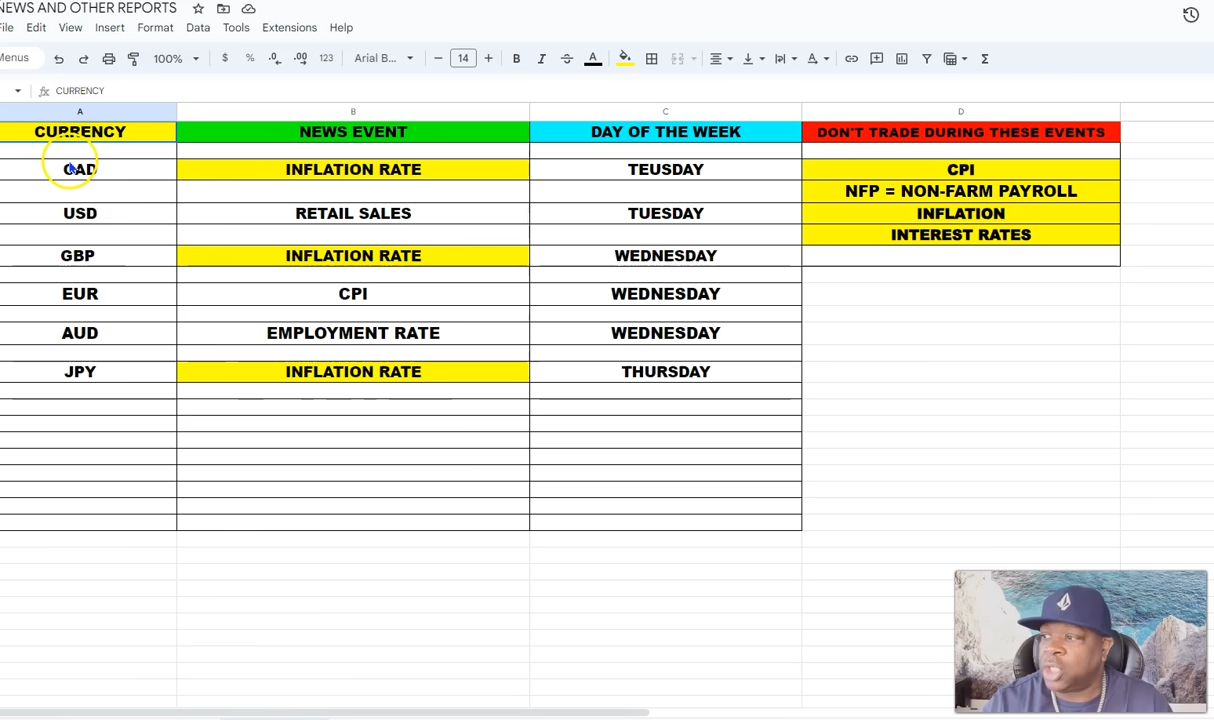 NEWS AND OTHER REPORTS
File Edit View Insert Format Data Tools Extensions Help
Menus 100% $ % .0 .00 123 Arial B... 14 B I A
fx CURRENCY
A B C D
CURRENCY NEWS EVENT DAY OF THE WEEK DON'T TRADE DURING THESE EVENTS
CAD INFLATION RATE TEUSDAY CPI
NFP = NON-FARM PAYROLL
USD RETAIL SALES TUESDAY INFLATION
INTEREST RATES
GBP INFLATION RATE WEDNESDAY
EUR CPI WEDNESDAY
AUD EMPLOYMENT RATE WEDNESDAY
JPY INFLATION RATE THURSDAY